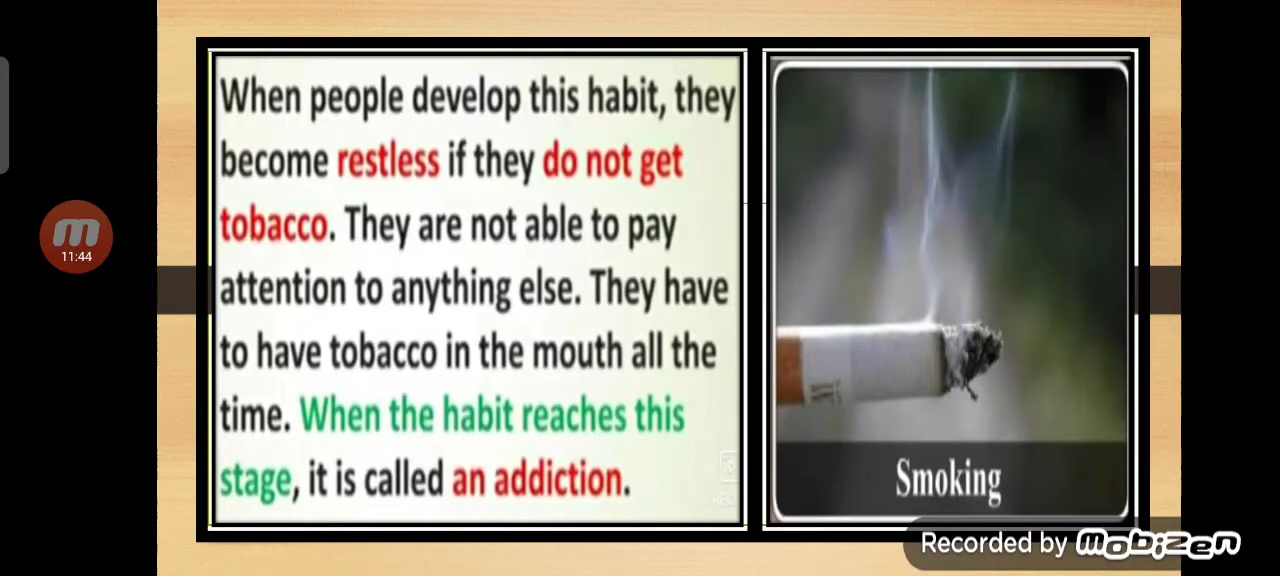 When people develop this habit, they
become restless if they do not get
tobacco. They are not able to pay
attention to anything else. They have
to have tobacco in the mouth all the
time. When the habit reaches this
stage, it is called an addiction.
Smoking
11:44
Recorded by mobizen